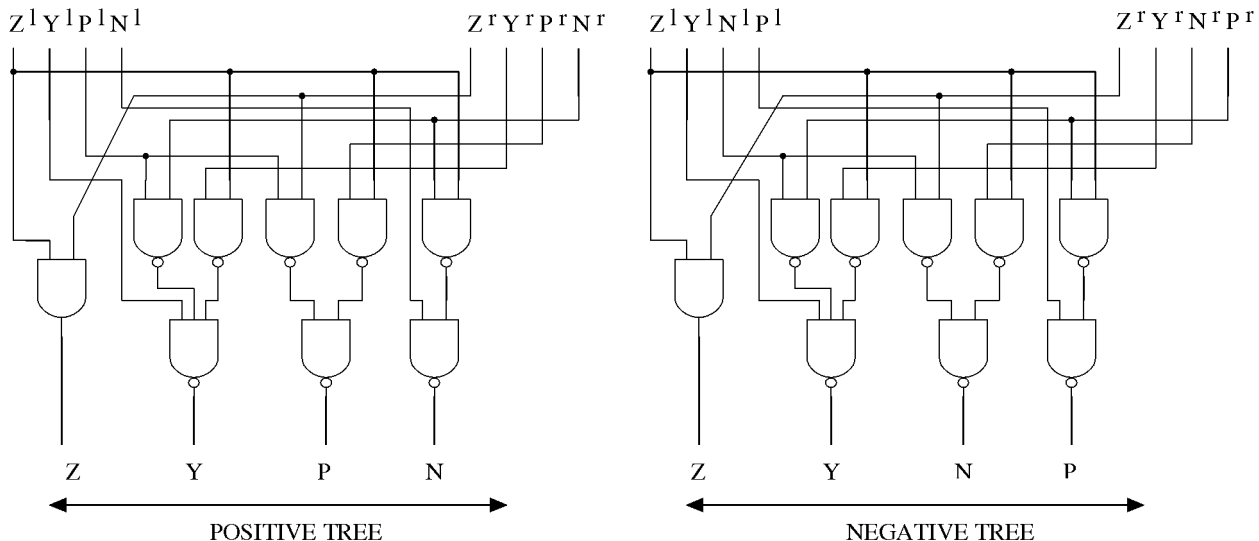 Z^l Y^l P^l N^l Z^r Y^r P^r N^r Z^l Y^l N^l P^l Z^r Y^r N^r P^r
Z Y P N Z Y N P
POSITIVE TREE NEGATIVE TREE